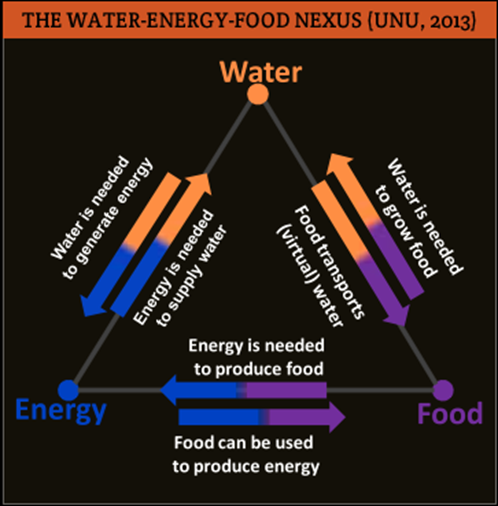 THE WATER-ENERGY-FOOD NEXUS (UNU, 2013)
Water
Water is needed
to generate energy
Energy is needed
to supply water
Food transports
(virtual)) water
Water is needed
to grow food
Energy is needed
to produce food
Energy
Food
Food can be used
to produce energy